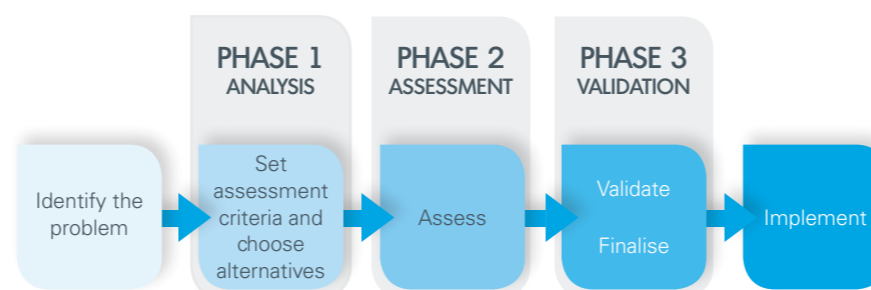 PHASE 1
ANALYSIS
PHASE 2
ASSESSMENT
PHASE 3
VALIDATION
Identify the
problem
Set
assessment
criteria and
choose
alternatives
Assess
Validate
Finalise
Implement